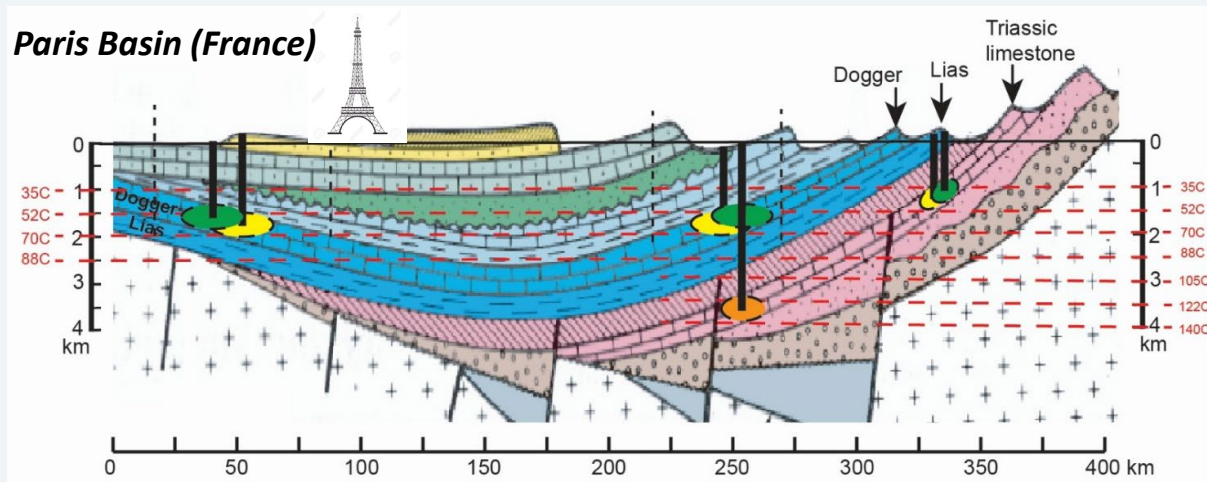 Paris Basin (France)
Triassic
limestone
Dogger
Lias
0
1
2
3
4
km
35C
52C
70C
88C
Dogger
Lias
0
1
2
3
4
km
35C
52C
70C
88C
105C
122C
140C
0
50
100
150
200
250
300
350
400 km